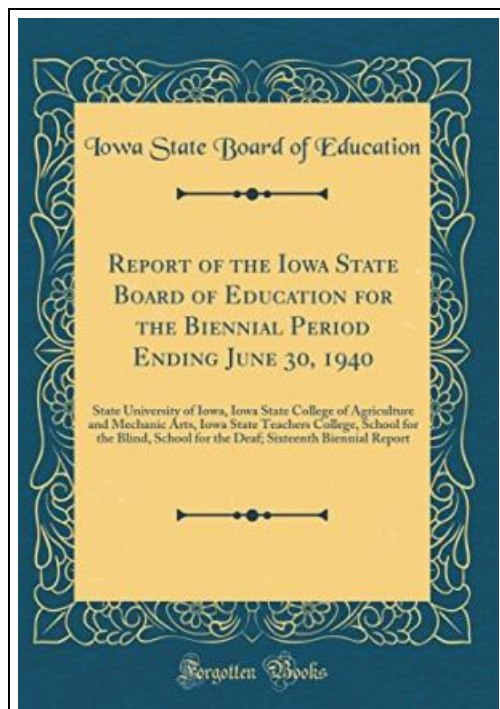 Iowa State Board of Education
Report of the Iowa State
Board of Education for
the Biennial Period
Ending June 30, 1940
State University of Iowa, Iowa State College of Agriculture
and Mechanic Arts, Iowa State Teachers College, School for
the Blind, School for the Deaf; Sixteenth Biennial Report
Forgotten Books